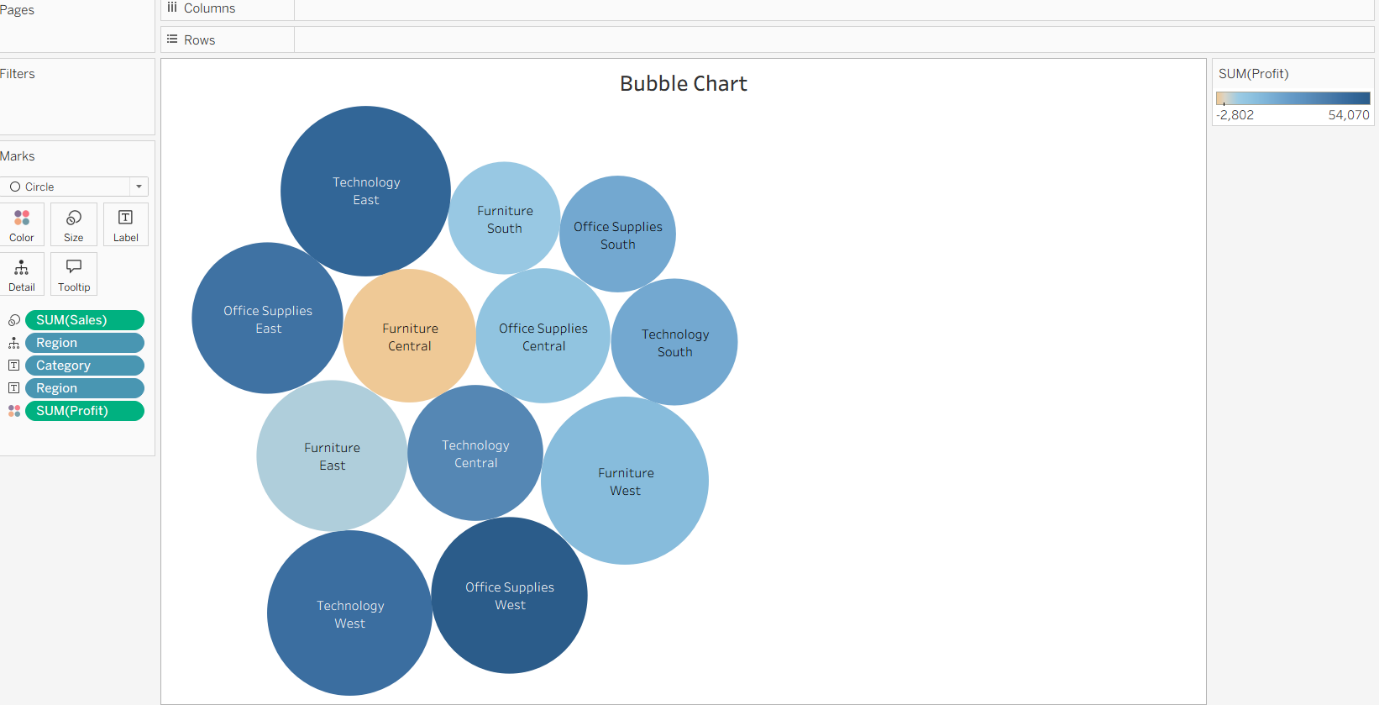 Pages
Columns
Rows
Filters
Marks
Circle
Color
Size
Label
Detail
Tooltip
SUM(Sales)
Region
Category
Region
SUM(Profit)
Bubble Chart
Technology
East
Furniture
South
Office Supplies
South
Office Supplies
East
Furniture
Central
Office Supplies
Central
Technology
South
Furniture
East
Technology
Central
Furniture
West
Technology
West
Office Supplies
West
SUM(Profit)
-2,802 54,070